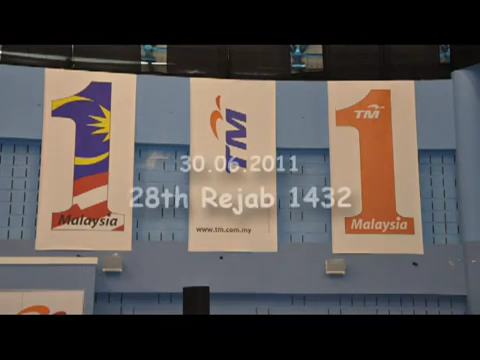 1
Malaysia
TM
www.tm.com.my
1
TM
Malaysia
30.06.2011
28th Rejab 1432